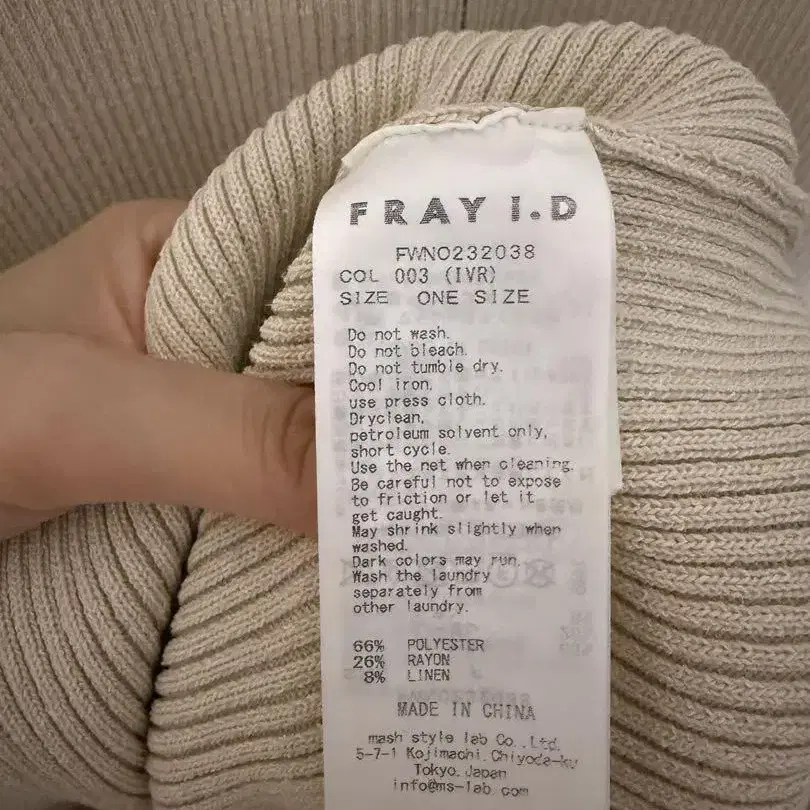 FRAY I.D
FWNO232038
COL 003 (IVR)
SIZE ONE SIZE
Do not wash.
Do not bleach.
Do not tumble dry.
Cool iron.
use press cloth.
Dryclean,
petroleum solvent only,
short cycle.
Use the net when cleaning.
Be careful not to expose
to friction or let it
get caught.
May shrink slightly when
washed.
Dark colors may run.
Wash the laundry
separately from
other laundry.
66% POLYESTER
26% RAYON
8% LINEN
MADE IN CHINA
mash style lab Co.,Ltd.
5-7-1 Kojimachi,Chiyoda-ku
Tokyo,Japan
info@ms-lab.com